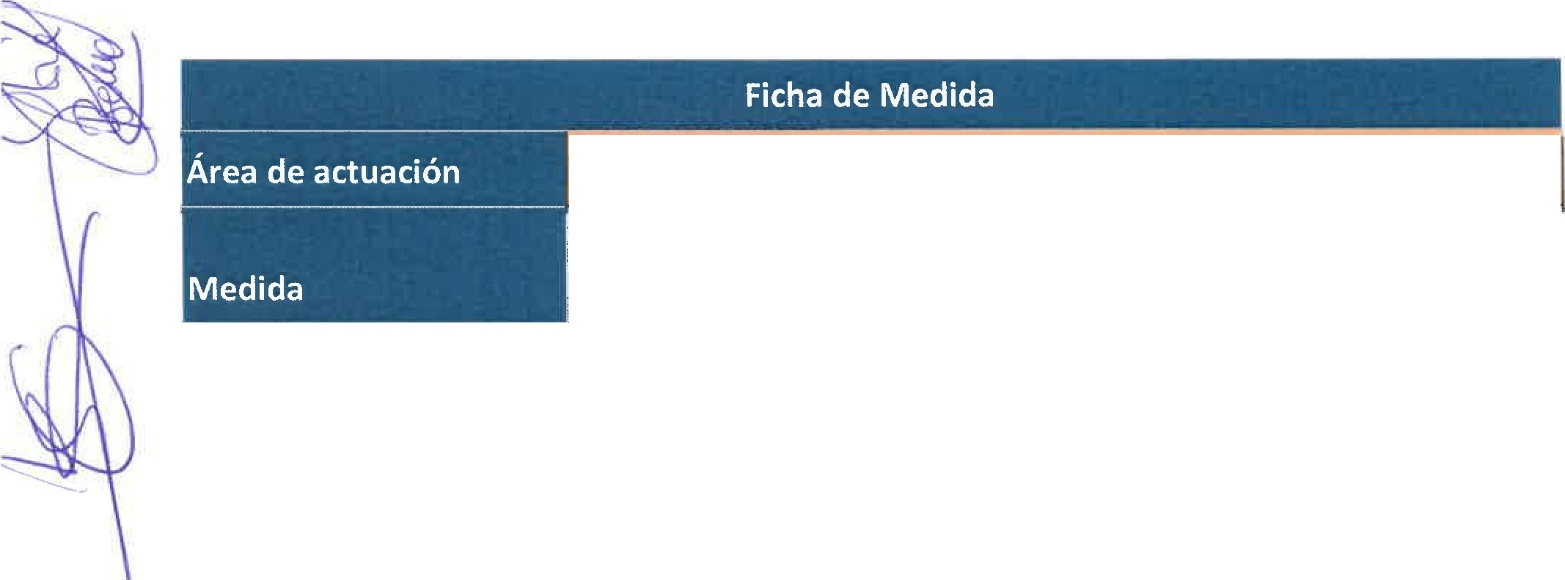 Ficha de Medida
Área de actuación
Medida